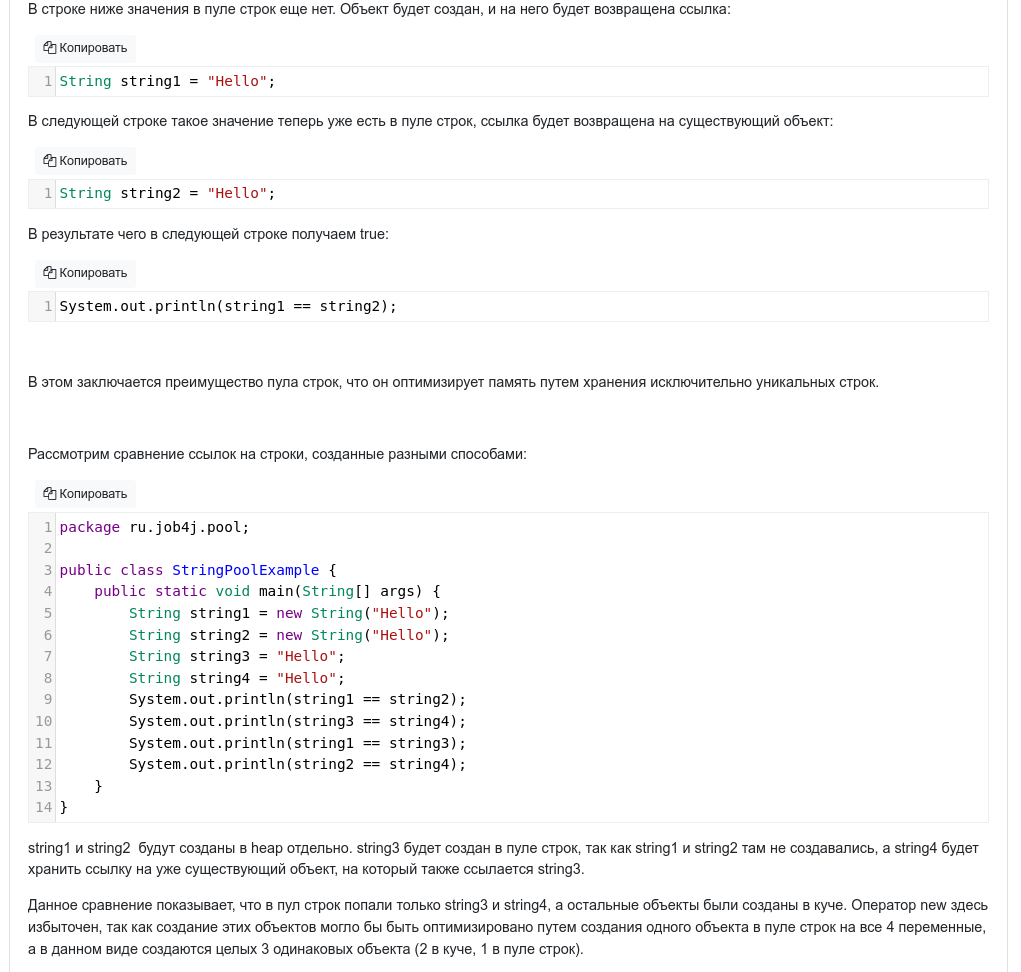 В строке ниже значения в пуле строк еще нет. Объект будет создан, и на него будет возвращена ссылка:
Копировать
1 String string1 = "Hello";
В следующей строке такое значение теперь уже есть в пуле строк, ссылка будет возвращена на существующий объект:
Копировать
1 String string2 = "Hello";
В результате чего в следующей строке получаем true:
Копировать
1 System.out.println(string1 == string2);
В этом заключается преимущество пула строк, что он оптимизирует память путем хранения исключительно уникальных строк.
Рассмотрим сравнение ссылок на строки, созданные разными способами:
Копировать
1 package ru.job4j.pool;
2
3 public class StringPoolExample {
4     public static void main(String[] args) {
5         String string1 = new String("Hello");
6         String string2 = new String("Hello");
7         String string3 = "Hello";
8         String string4 = "Hello";
9         System.out.println(string1 == string2);
10         System.out.println(string3 == string4);
11         System.out.println(string1 == string3);
12         System.out.println(string2 == string4);
13     }
14 }
string1 и string2  будут созданы в heap отдельно. string3 будет создан в пуле строк, так как string1 и string2 там не создавались, а string4 будет
хранить ссылку на уже существующий объект, на который также ссылается string3.
Данное сравнение показывает, что в пул строк попали только string3 и string4, а остальные объекты были созданы в куче. Оператор new здесь
избыточен, так как создание этих объектов могло бы быть оптимизировано путем создания одного объекта в пуле строк на все 4 переменные,
а в данном виде создаются целых 3 одинаковых объекта (2 в куче, 1 в пуле строк).